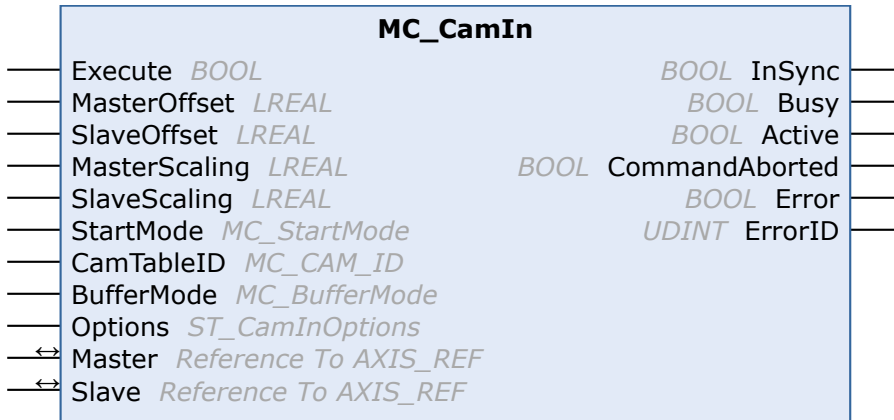 MC_CamIn
Execute BOOL BOOL InSync
MasterOffset LREAL BOOL Busy
SlaveOffset LREAL BOOL Active
MasterScaling LREAL BOOL CommandAborted
SlaveScaling LREAL BOOL Error
StartMode MC_StartMode UDINT ErrorID
CamTableID MC_CAM_ID
BufferMode MC_BufferMode
Options ST_CamInOptions
Master Reference To AXIS_REF
Slave Reference To AXIS_REF